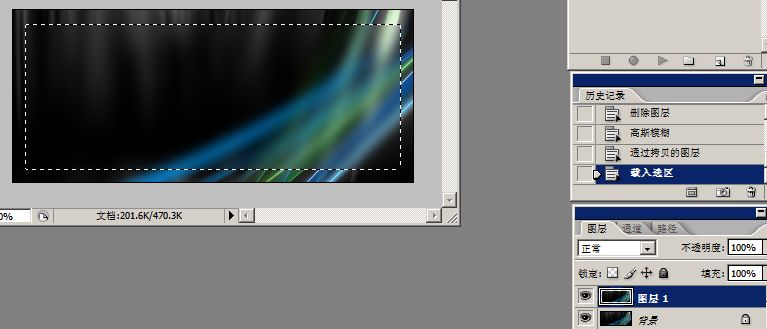 历史记录
删除图层
高斯模糊
通过拷贝的图层
载入选区
0%
文档:201.6K/470.3K
图层 通道 路径
正常 不透明度: 100%
锁定: 填充: 100%
图层 1
背景